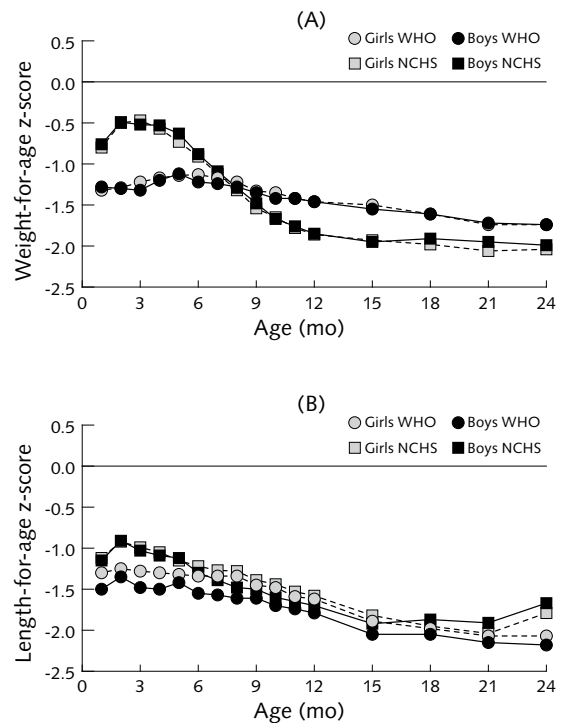 (A)
Girls WHO Boys WHO
Girls NCHS Boys NCHS
Weight-for-age z-score
0.5
0.0
-0.5
-1.0
-1.5
-2.0
-2.5
0 3 6 9 12 15 18 21 24
Age (mo)
(B)
Girls WHO Boys WHO
Girls NCHS Boys NCHS
Length-for-age z-score
0.5
0.0
-0.5
-1.0
-1.5
-2.0
-2.5
0 3 6 9 12 15 18 21 24
Age (mo)